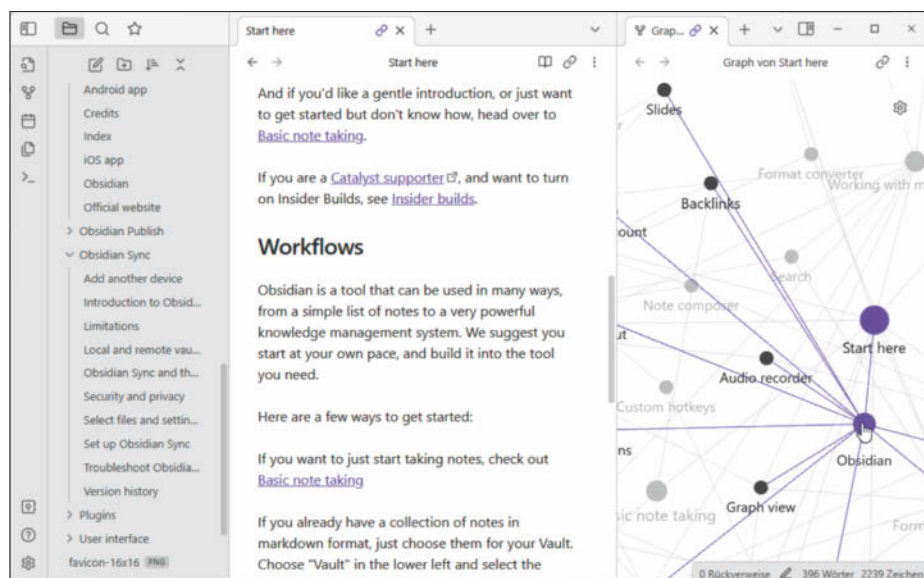 Start here
Grap...
Start here
Graph von Start here
Android app
Credits
Index
iOS app
Obsidian
Official website
Obsidian Publish
Obsidian Sync
Add another device
Introduction to Obsid...
Limitations
Local and remote vau...
Obsidian Sync and th...
Security and privacy
Select files and settin...
Set up Obsidian Sync
Troubleshoot Obsidia...
Version history
Plugins
User interface
favicon-16x16 PNG
And if you'd like a gentle introduction, or just want
to get started but don't know how, head over to
Basic note taking.
If you are a Catalyst supporter, and want to turn
on Insider Builds, see Insider builds.
Workflows
Obsidian is a tool that can be used in many ways,
from a simple list of notes to a very powerful
knowledge management system. We suggest you
start at your own pace, and build it into the tool
you need.
Here are a few ways to get started:
If you want to just start taking notes, check out
Basic note taking
If you already have a collection of notes in
markdown format, just choose them for your Vault.
Choose "Vault" in the lower left and select the
Slides
Format converter
Working with m
Backlinks
ount
Search
Note composer
ut
Start here
Audio recorder
Custom hotkeys
ns
Obsidian
Graph view
sic note taking
Form
0 Rückverweise 396 Wörter 2239 Zeichen